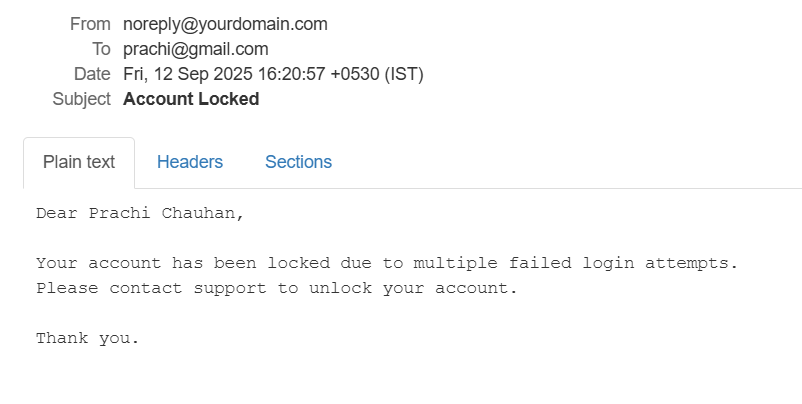 From noreply@yourdomain.com
To prachi@gmail.com
Date Fri, 12 Sep 2025 16:20:57 +0530 (IST)
Subject Account Locked
Plain text Headers Sections
Dear Prachi Chauhan,
Your account has been locked due to multiple failed login attempts.
Please contact support to unlock your account.
Thank you.